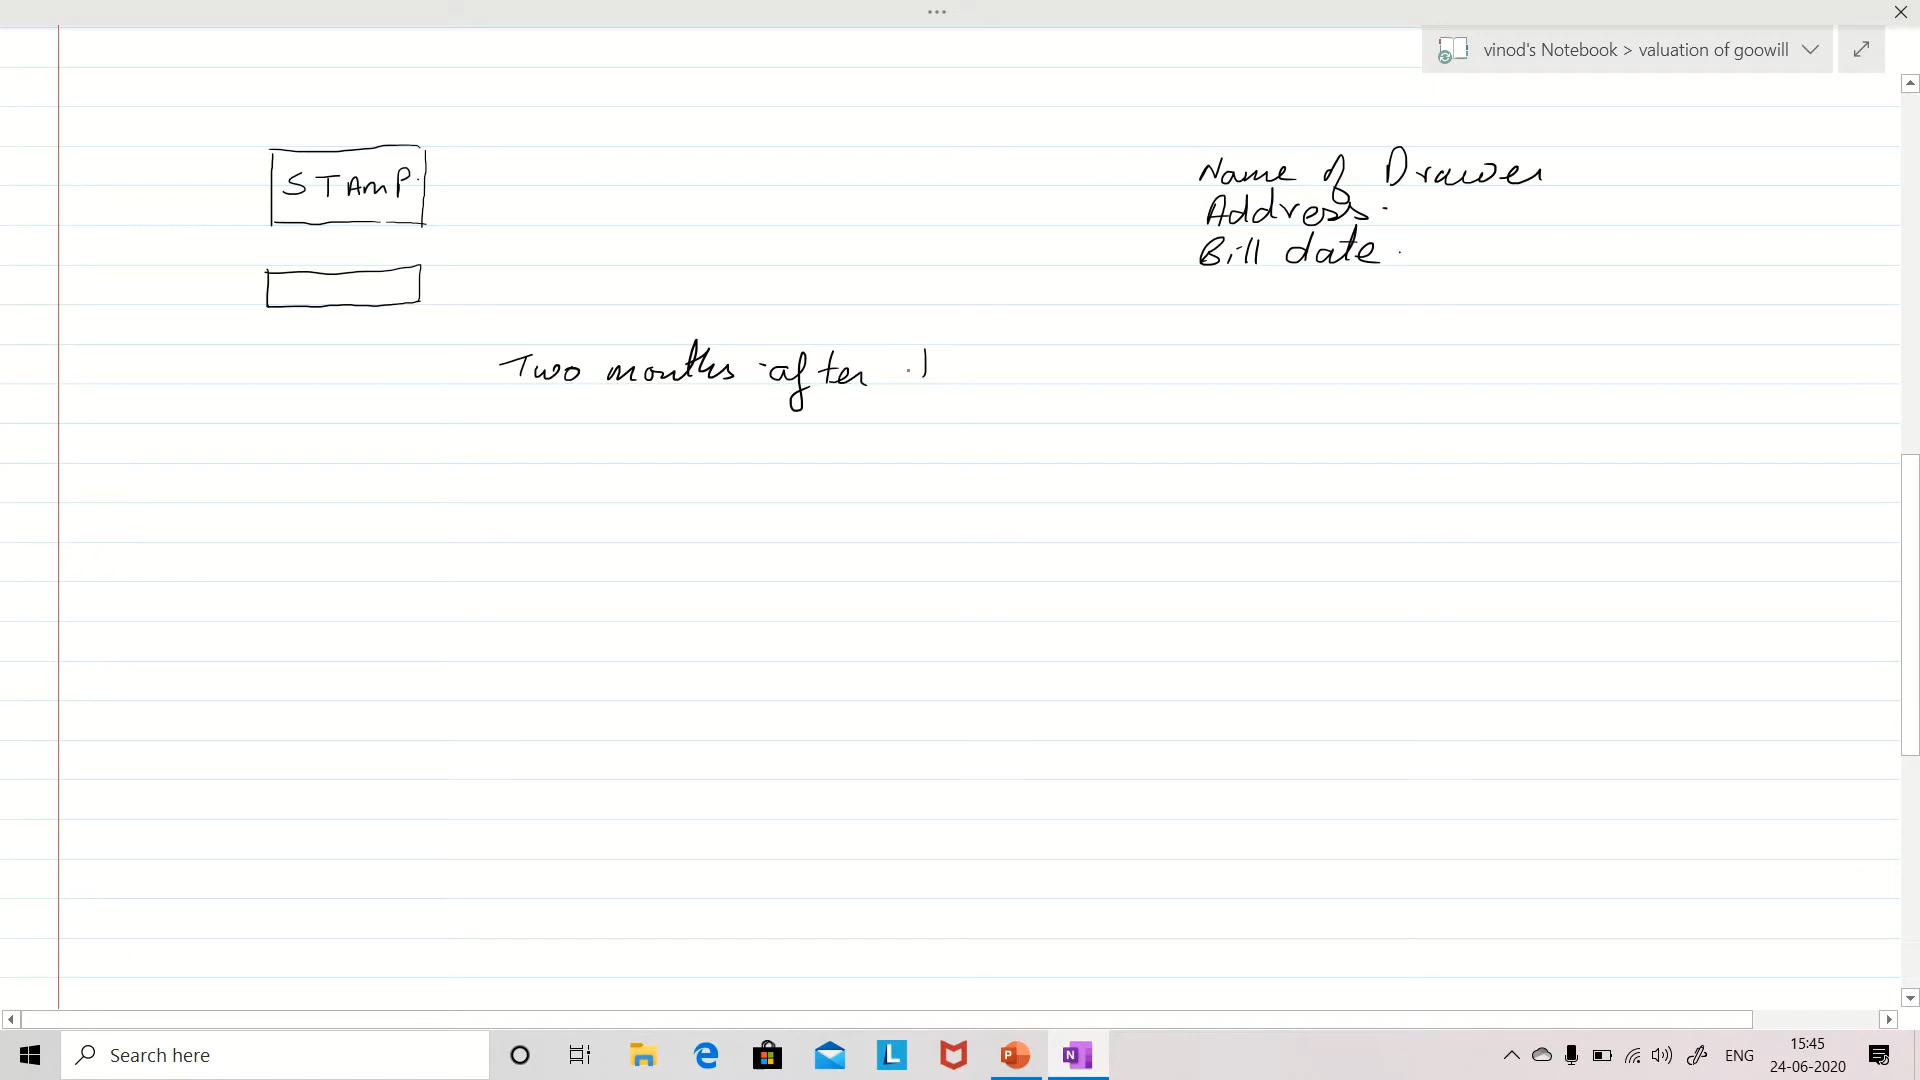 vinod's Notebook > valuation of goowill
STAMP.
Name of Drawer
Address.
Bill date.
Two months after
Search here
ENG
15:45
24-06-2020